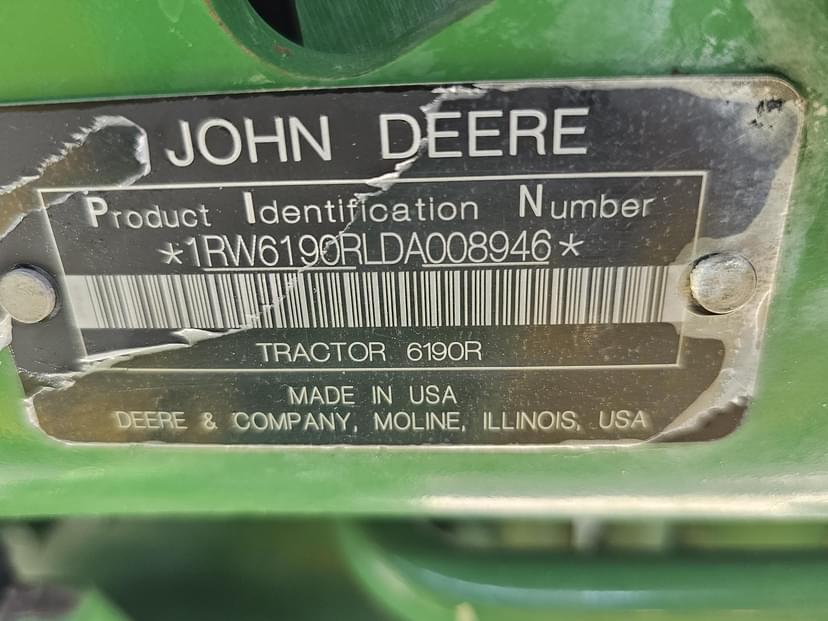 JOHN DEERE
Product Identification Number
*1RW6190RLDA008946*
TRACTOR 6190R
MADE IN USA
DEERE & COMPANY, MOLINE, ILLINOIS, USA